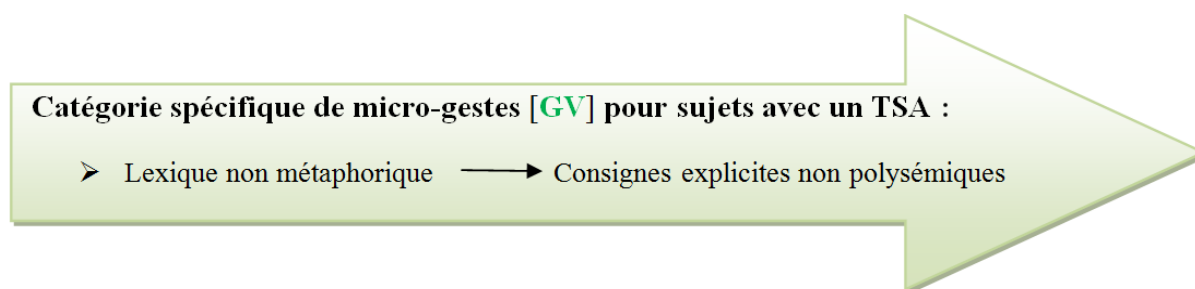 Catégorie spécifique de micro-gestes [GV] pour sujets avec un TSA :
➢ Lexique non métaphorique ⟶ Consignes explicites non polysémiques